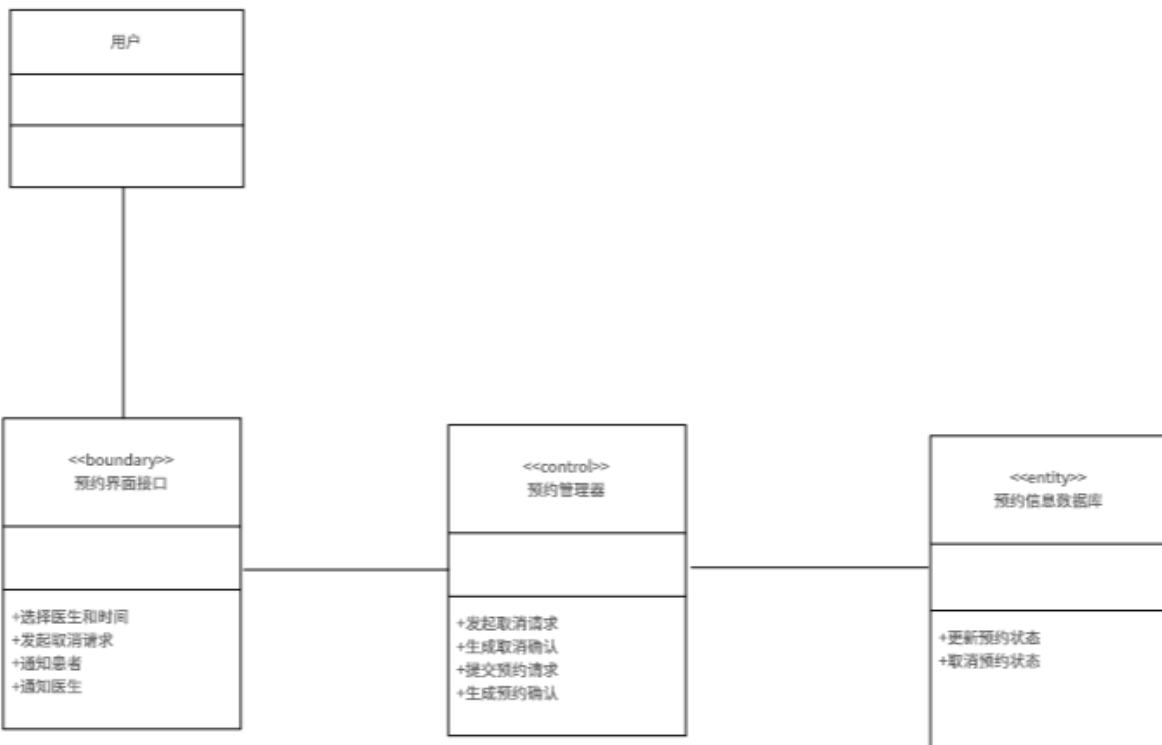 用户
<<boundary>>
预约界面接口
+选择医生和时间
+发起取消请求
+通知患者
+通知医生
<<control>>
预约管理器
+发起取消请求
+生成取消确认
+提交预约请求
+生成预约确认
<<entity>>
预约信息数据库
+更新预约状态
+取消预约状态